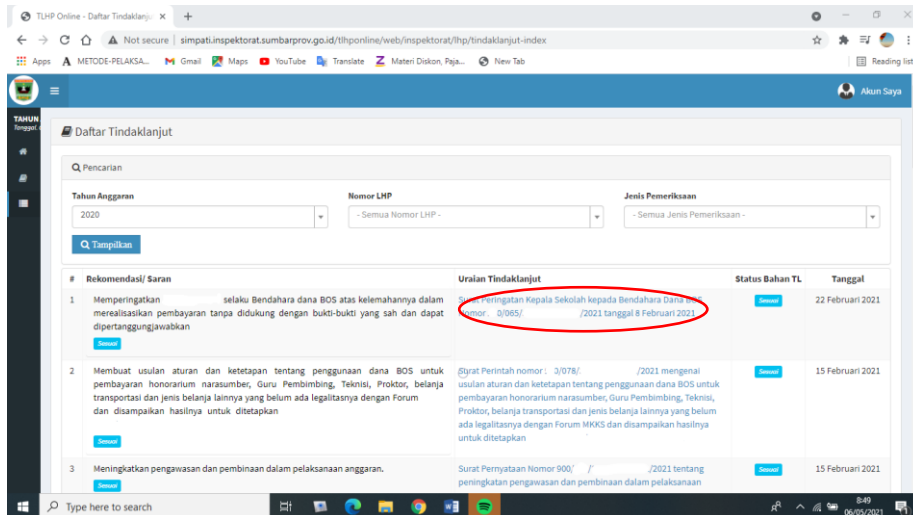 TLHP Online - Daftar Tindaklanju
Not secure | simpati.inspektorat.sumbarprov.go.id/tlhponline/web/inspektorat/lhp/tindaklanjut-index
Apps METODE-PELAKSA... Gmail Maps YouTube Translate Materi Diskon, Paja... New Tab Reading list
Akun Saya
TAHUN
Tanggal,
Daftar Tindaklanjut
Pencarian
Tahun Anggaran Nomor LHP Jenis Pemeriksaan
2020 - Semua Nomor LHP - - Semua Jenis Pemeriksaan -
Tampilkan
# Rekomendasi/ Saran Uraian Tindaklanjut Status Bahan TL Tanggal
1 Memperingatkan selaku Bendahara dana BOS atas kelemahannya dalam
merealisasikan pembayaran tanpa didukung dengan bukti-bukti yang sah dan dapat
dipertanggungjawabkan
Sesuai
Surat Peringatan Kepala Sekolah kepada Bendahara Dana BOS
Nomor 0/065/ /2021 tanggal 8 Februari 2021
Sesuai
22 Februari 2021
2 Membuat usulan aturan dan ketetapan tentang penggunaan dana BOS untuk
pembayaran honorarium narasumber, Guru Pembimbing, Teknisi, Proktor, belanja
transportasi dan jenis belanja lainnya yang belum ada legalitasnya dengan Forum
dan disampaikan hasilnya untuk ditetapkan
Sesuai
Surat Perintah nomor : 3/078/. /2021 mengenai
usulan aturan dan ketetapan tentang penggunaan dana BOS untuk
pembayaran honorarium narasumber, Guru Pembimbing, Teknisi,
Proktor, belanja transportasi dan jenis belanja lainnya yang belum
ada legalitasnya dengan Forum MKKS dan disampaikan hasilnya
untuk ditetapkan
Sesuai
15 Februari 2021
3 Meningkatkan pengawasan dan pembinaan dalam pelaksanaan anggaran.
Sesuai
Surat Pernyataan Nomor 900/ /' /2021 tentang
peningkatan pengawasan dan pembinaan dalam pelaksanaan
Sesuai
15 Februari 2021
Type here to search
8:49
06/05/2021